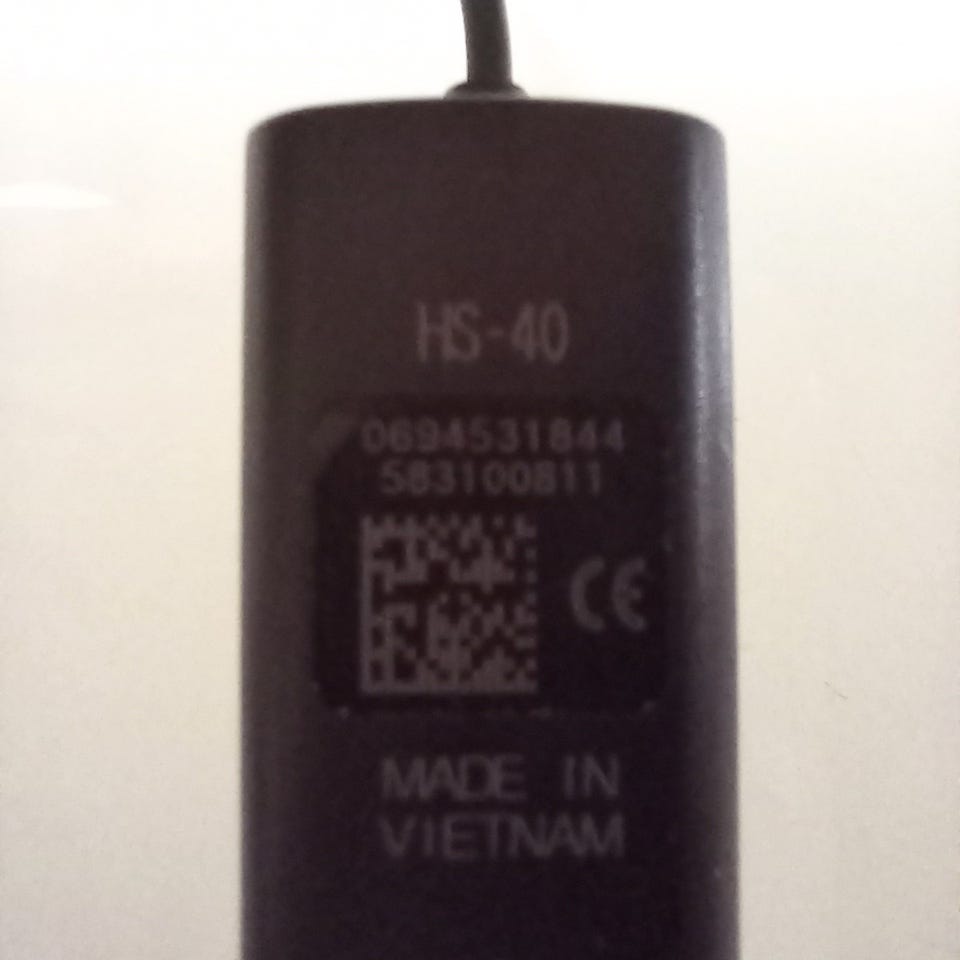 HS-40
0694531844
583100811
CE
MADE IN
VIETNAM